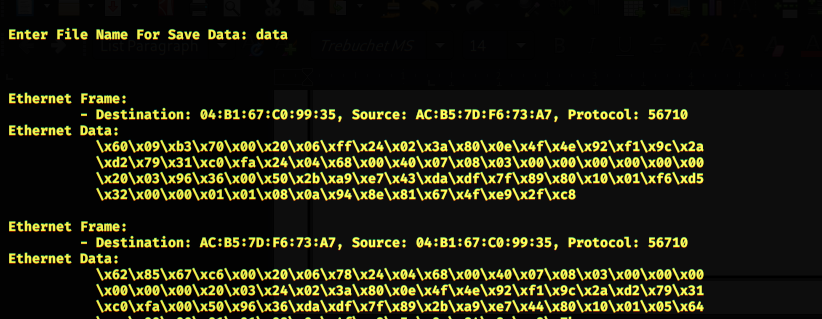 Enter File Name For Save Data: data
List Paragraph
Trebuchet MS
14
Ethernet Frame:
- Destination: 04:B1:67:C0:99:35, Source: AC:B5:7D:F6:73:A7, Protocol: 56710
Ethernet Data:
\x60\x09\xb3\x70\x00\x20\x06\xff\x24\x02\x3a\x80\x0e\x4f\x4e\x92\xf1\x9c\x2a
\xd2\x79\x31\xc0\xfa\x24\x04\x68\x00\x40\x07\x08\x03\x00\x00\x00\x00\x00\x00
\x20\x03\x96\x36\x00\x50\x2b\xa9\xe7\x43\xda\xdf\x7f\x89\x80\x10\x01\xf6\xd5
\x32\x00\x00\x01\x01\x08\x0a\x94\x8e\x81\x67\x4f\xe9\x2f\xc8
Ethernet Frame:
- Destination: AC:B5:7D:F6:73:A7, Source: 04:B1:67:C0:99:35, Protocol: 56710
Ethernet Data:
\x62\x85\x67\xc6\x00\x20\x06\x78\x24\x04\x68\x00\x40\x07\x08\x03\x00\x00\x00
\x00\x00\x00\x20\x03\x24\x02\x3a\x80\x0e\x4f\x4e\x92\xf1\x9c\x2a\xd2\x79\x31
\xc0\xfa\x00\x50\x96\x36\xda\xdf\x7f\x89\x2b\xa9\xe7\x44\x80\x10\x01\x05\x64